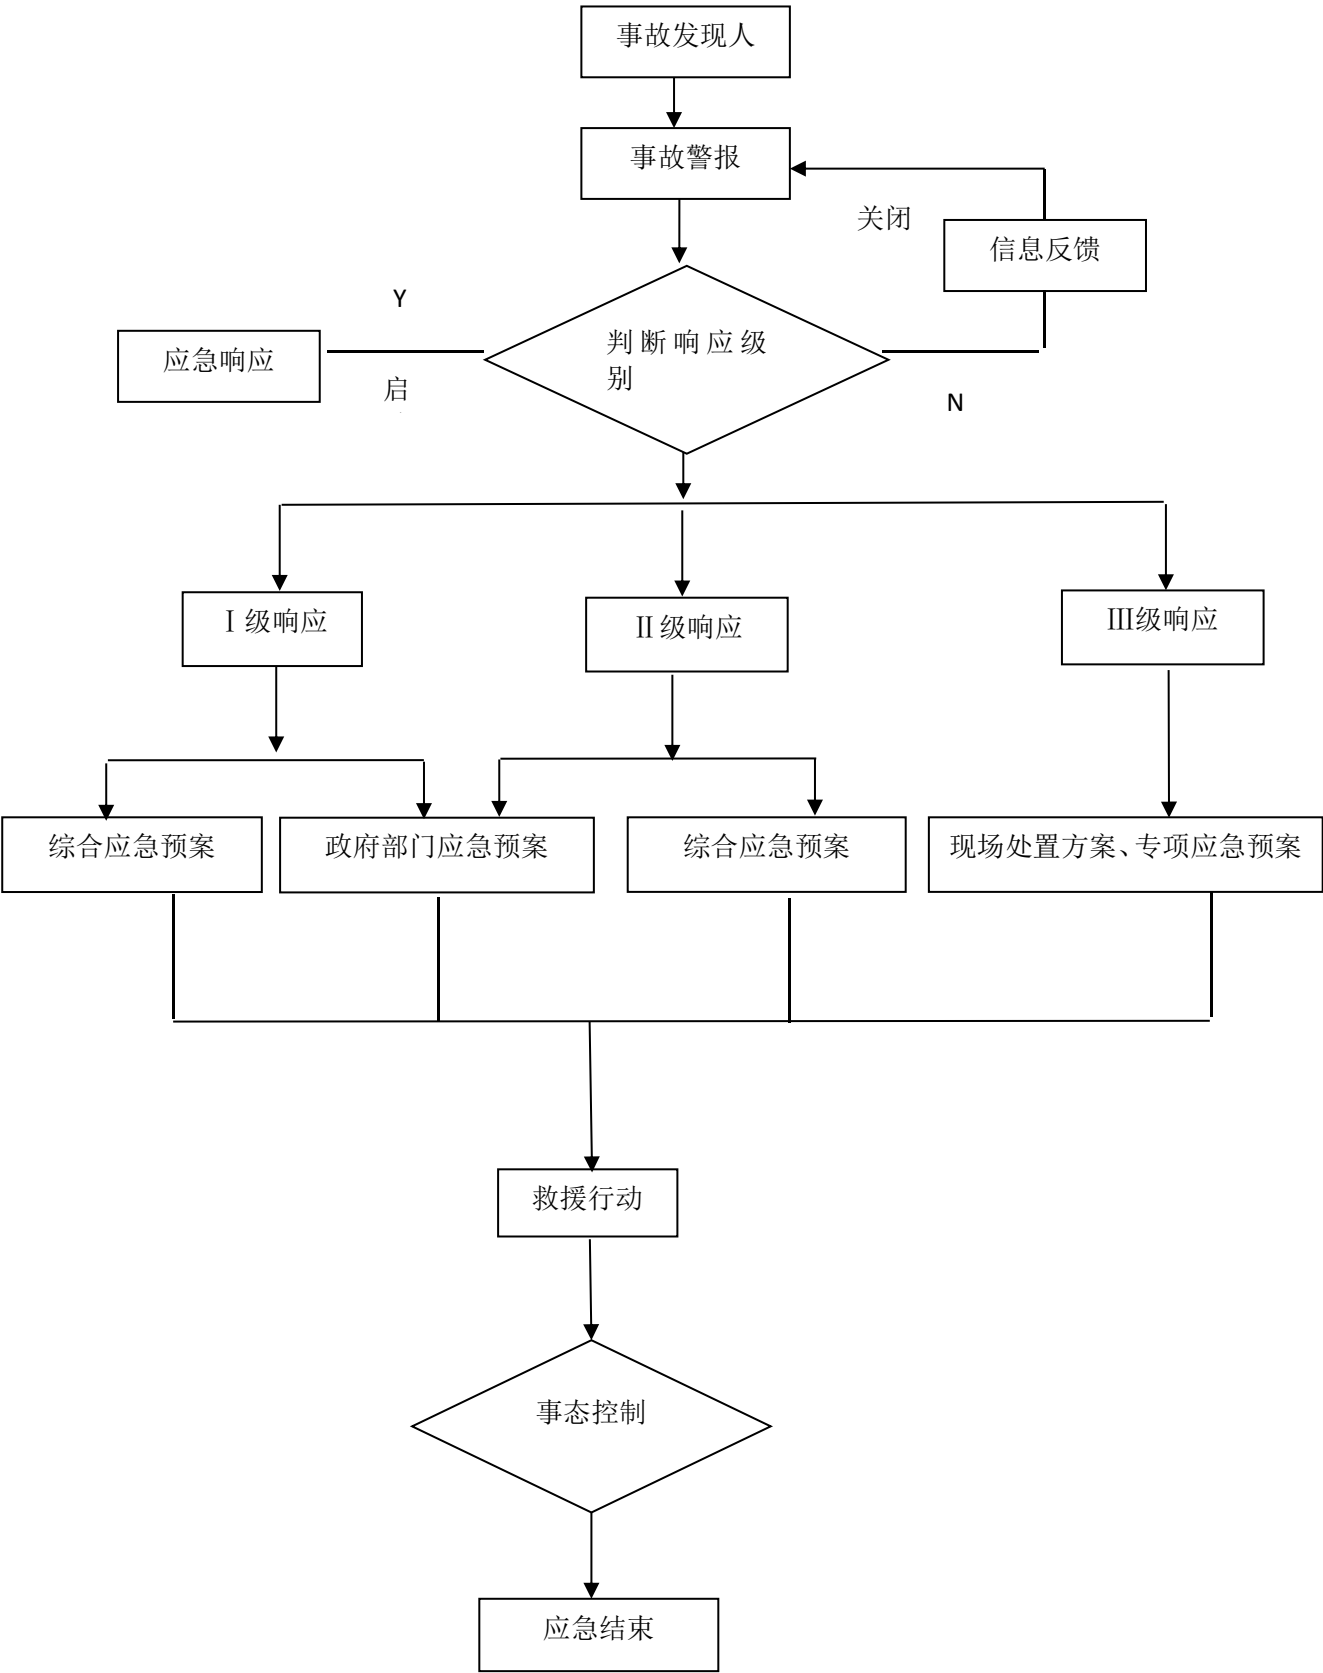 事故发现人
事故警报
关闭
信息反馈
Y
判断响应级
别
应急响应
启
N
Ⅰ级响应
Ⅱ级响应
Ⅲ级响应
综合应急预案
政府部门应急预案
综合应急预案
现场处置方案、专项应急预案
救援行动
事态控制
应急结束